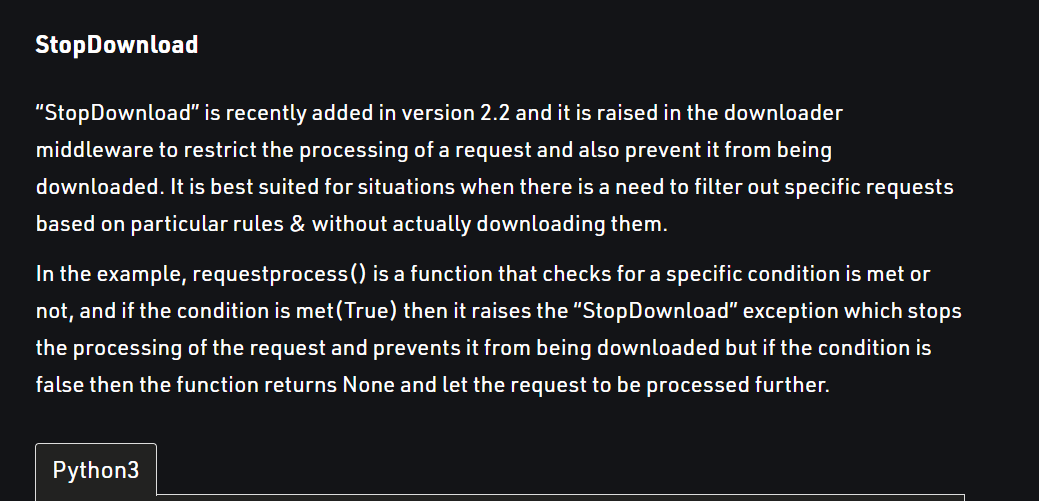 StopDownload
“StopDownload” is recently added in version 2.2 and it is raised in the downloader
middleware to restrict the processing of a request and also prevent it from being
downloaded. It is best suited for situations when there is a need to filter out specific requests
based on particular rules & without actually downloading them.
In the example, requestprocess() is a function that checks for a specific condition is met or
not, and if the condition is met(True) then it raises the “StopDownload” exception which stops
the processing of the request and prevents it from being downloaded but if the condition is
false then the function returns None and let the request to be processed further.
Python3